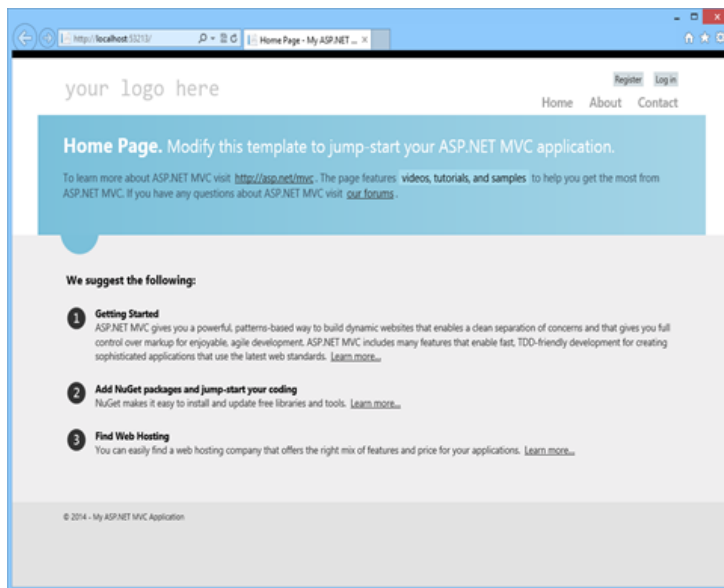 http://localhost:53213/
Home Page - My ASP.NET ...
your logo here
Register Log in
Home About Contact
Home Page. Modify this template to jump-start your ASP.NET MVC application.
To learn more about ASP.NET MVC visit http://asp.net/mvc. The page features videos, tutorials, and samples to help you get the most from
ASP.NET MVC. If you have any questions about ASP.NET MVC visit our forums.
We suggest the following:
1 Getting Started
ASP.NET MVC gives you a powerful, patterns-based way to build dynamic websites that enables a clean separation of concerns and that gives you full
control over markup for enjoyable, agile development. ASP.NET MVC includes many features that enable fast, TDD-friendly development for creating
sophisticated applications that use the latest web standards. Learn more...
2 Add NuGet packages and jump-start your coding
NuGet makes it easy to install and update free libraries and tools. Learn more...
3 Find Web Hosting
You can easily find a web hosting company that offers the right mix of features and price for your applications. Learn more...
© 2014 - My ASP.NET MVC Application